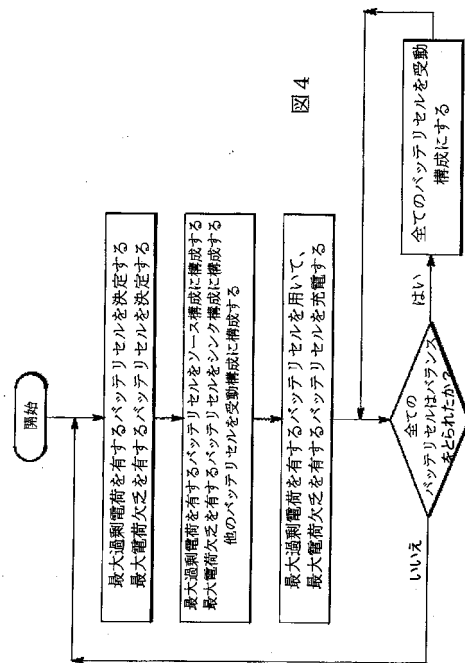 開始
最大過剰電荷を有するバッテリセルを決定する
最大電荷欠乏を有するバッテリセルを決定する
最大過剰電荷を有するバッテリセルをソース構成に構成する
最大電荷欠乏を有するバッテリセルをシンク構成に構成する
他のバッテリセルを受動構成に構成する
最大過剰電荷を有するバッテリセルを用いて、
最大電荷欠乏を有するバッテリセルを充電する
全ての
バッテリセルはバランス
をとられたか?
いいえ
はい
全てのバッテリセルを受動
構成にする
図4